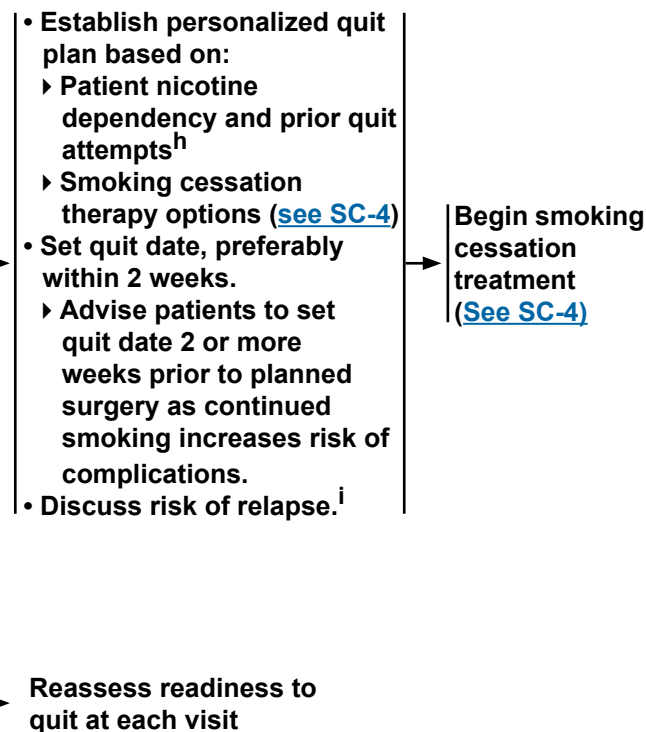 • Establish personalized quit
plan based on:
▸ Patient nicotine
dependency and prior quit
attemptsʰ
▸ Smoking cessation
therapy options (see SC-4)
• Set quit date, preferably
within 2 weeks.
▸ Advise patients to set
quit date 2 or more
weeks prior to planned
surgery as continued
smoking increases risk of
complications.
• Discuss risk of relapse.ⁱ
Begin smoking
cessation
treatment
(See SC-4)
Reassess readiness to
quit at each visit